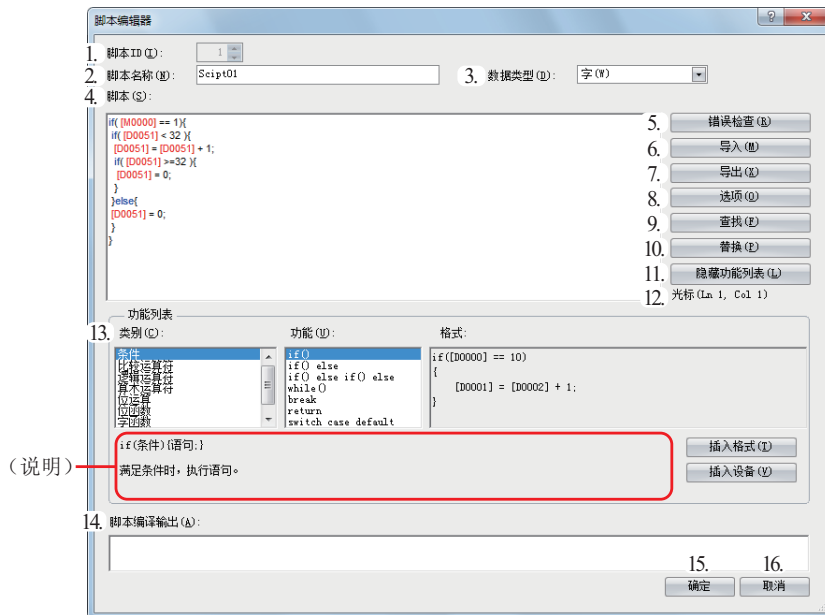 脚本编辑器
1. 脚本ID(I): 1
2. 脚本名称(N): Scipt01 3. 数据类型(D): 字(W)
4. 脚本(S):
if( [M0000] == 1){
if( [D0051] < 32 ){
[D0051] = [D0051] + 1;
if( [D0051] >=32 ){
[D0051] = 0;
}
}else{
[D0051] = 0;
}
}
5. 错误检查(R)
6. 导入(M)
7. 导出(X)
8. 选项(O)
9. 查找(F)
10. 替换(P)
11. 隐藏功能列表(L)
12. 光标(Ln 1, Col 1)
功能列表
13. 类别(C): 功能(U): 格式:
条件
比较运算符
逻辑运算符
算术运算符
位运算
位函数
字函数
if()
if() else
if() else if() else
while()
break
return
switch case default
if([D0000] == 10)
{
[D0001] = [D0002] + 1;
}
(说明)
if(条件){语句;}
满足条件时，执行语句。
插入格式(T)
插入设备(V)
14. 脚本编译输出(A):
15. 16.
确定 取消